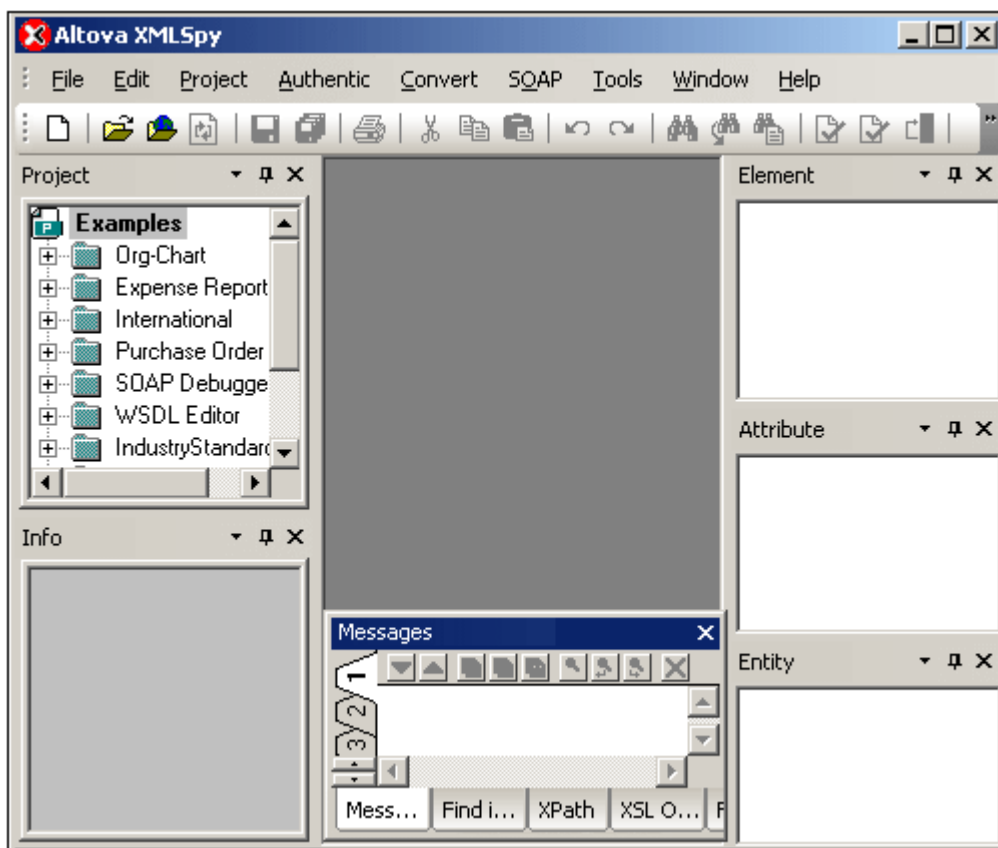 Altova XMLSpy
File Edit Project Authentic Convert SOAP Tools Window Help
Project
P
Examples
Org-Chart
Expense Report
International
Purchase Order
SOAP Debugge
WSDL Editor
IndustryStandard
Info
Messages
1
2
3
Mess... Find i... XPath XSL O... F
Element
Attribute
Entity